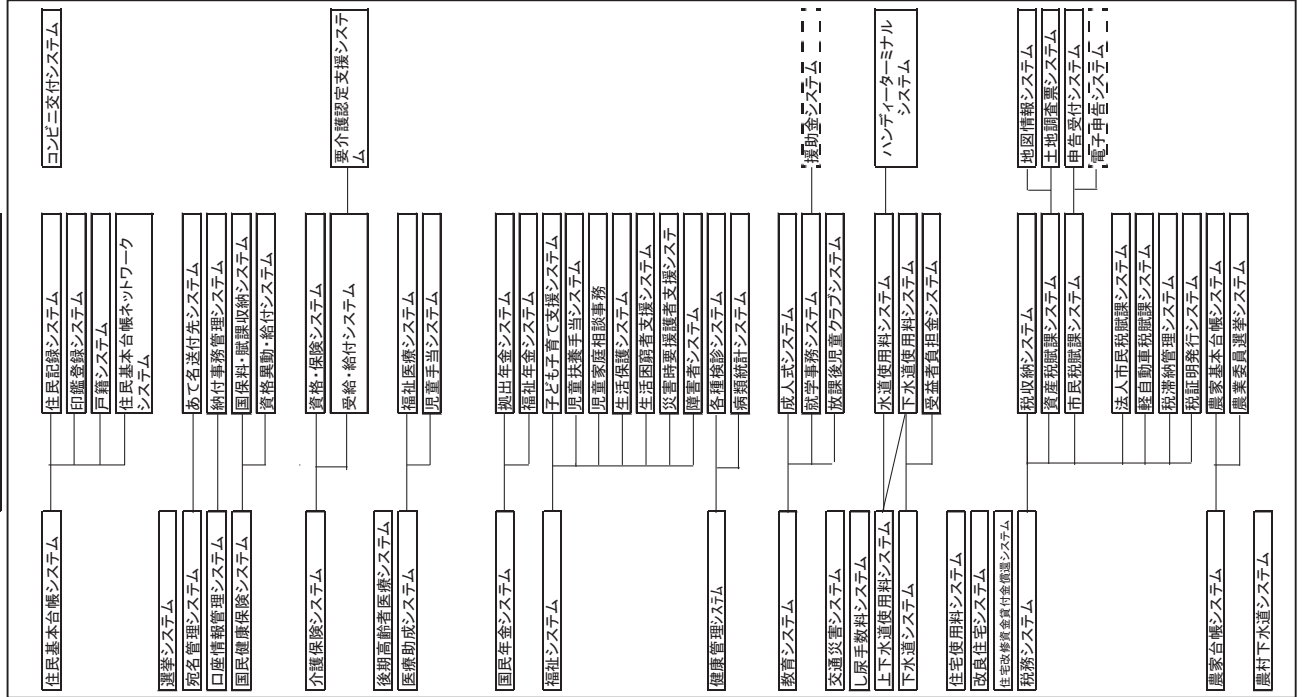 住民基本台帳システム
住民記録システム
コンビニ交付システム
印鑑登録システム
戸籍システム
住民基本台帳ネットワーク
システム
選挙システム
宛名管理システム
あて名送付先システム
口座情報管理システム
納付事務管理システム
国民健康保険システム
国保料・賦課収納システム
資格異動・給付システム
介護保険システム
資格・保険システム
受給・給付システム
要介護認定支援システ
ム
後期高齢者医療システム
医療助成システム
福祉医療システム
児童手当システム
国民年金システム
拠出年金システム
福祉年金システム
福祉システム
子ども子育て支援システム
児童扶養手当システム
児童家庭相談事務
生活保護システム
生活困窮者支援システム
災害時要援護者支援システ
障害者システム
健康管理システム
各種検診システム
病類統計システム
教育システム
成人式システム
就学事務システム
援助金システム
放課後児童クラブシステム
交通災害システム
し尿手数料システム
上下水道使用料システム
水道使用料システム
ハンディーターミナル
システム
下水道システム
下水道使用料システム
受益者負担金システム
住宅使用料システム
改良住宅システム
住宅改修資金貸付金償還システム
税務システム
税収納システム
地図情報システム
資産税賦課システム
土地調査票システム
市民税賦課システム
申告受付システム
電子申告システム
法人市民税賦課システム
軽自動車税賦課システム
税滞納管理システム
税証明発行システム
農家台帳システム
農家基本台帳システム
農業委員選挙システム
農村下水道システム